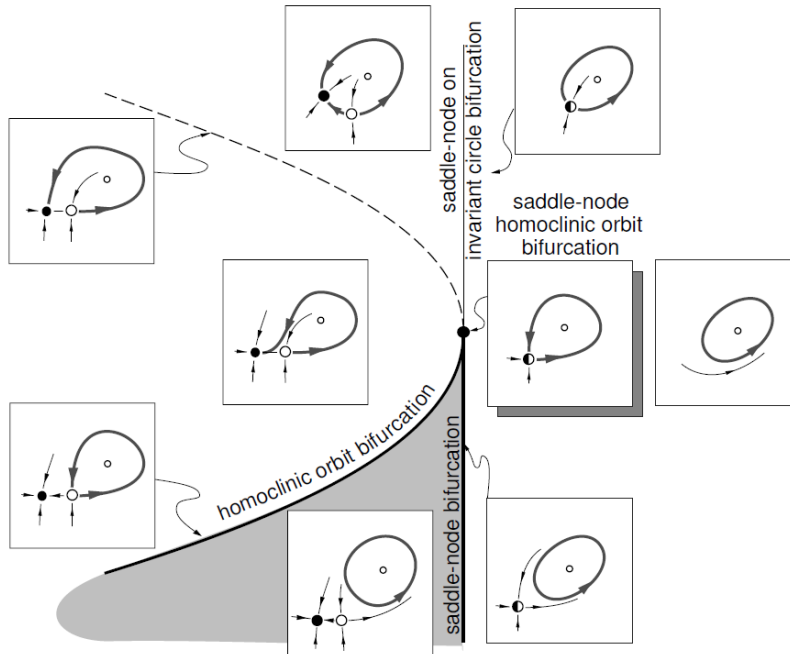 saddle-node on
invariant circle bifurcation
saddle-node
homoclinic orbit
bifurcation
homoclinic orbit bifurcation
saddle-node bifurcation